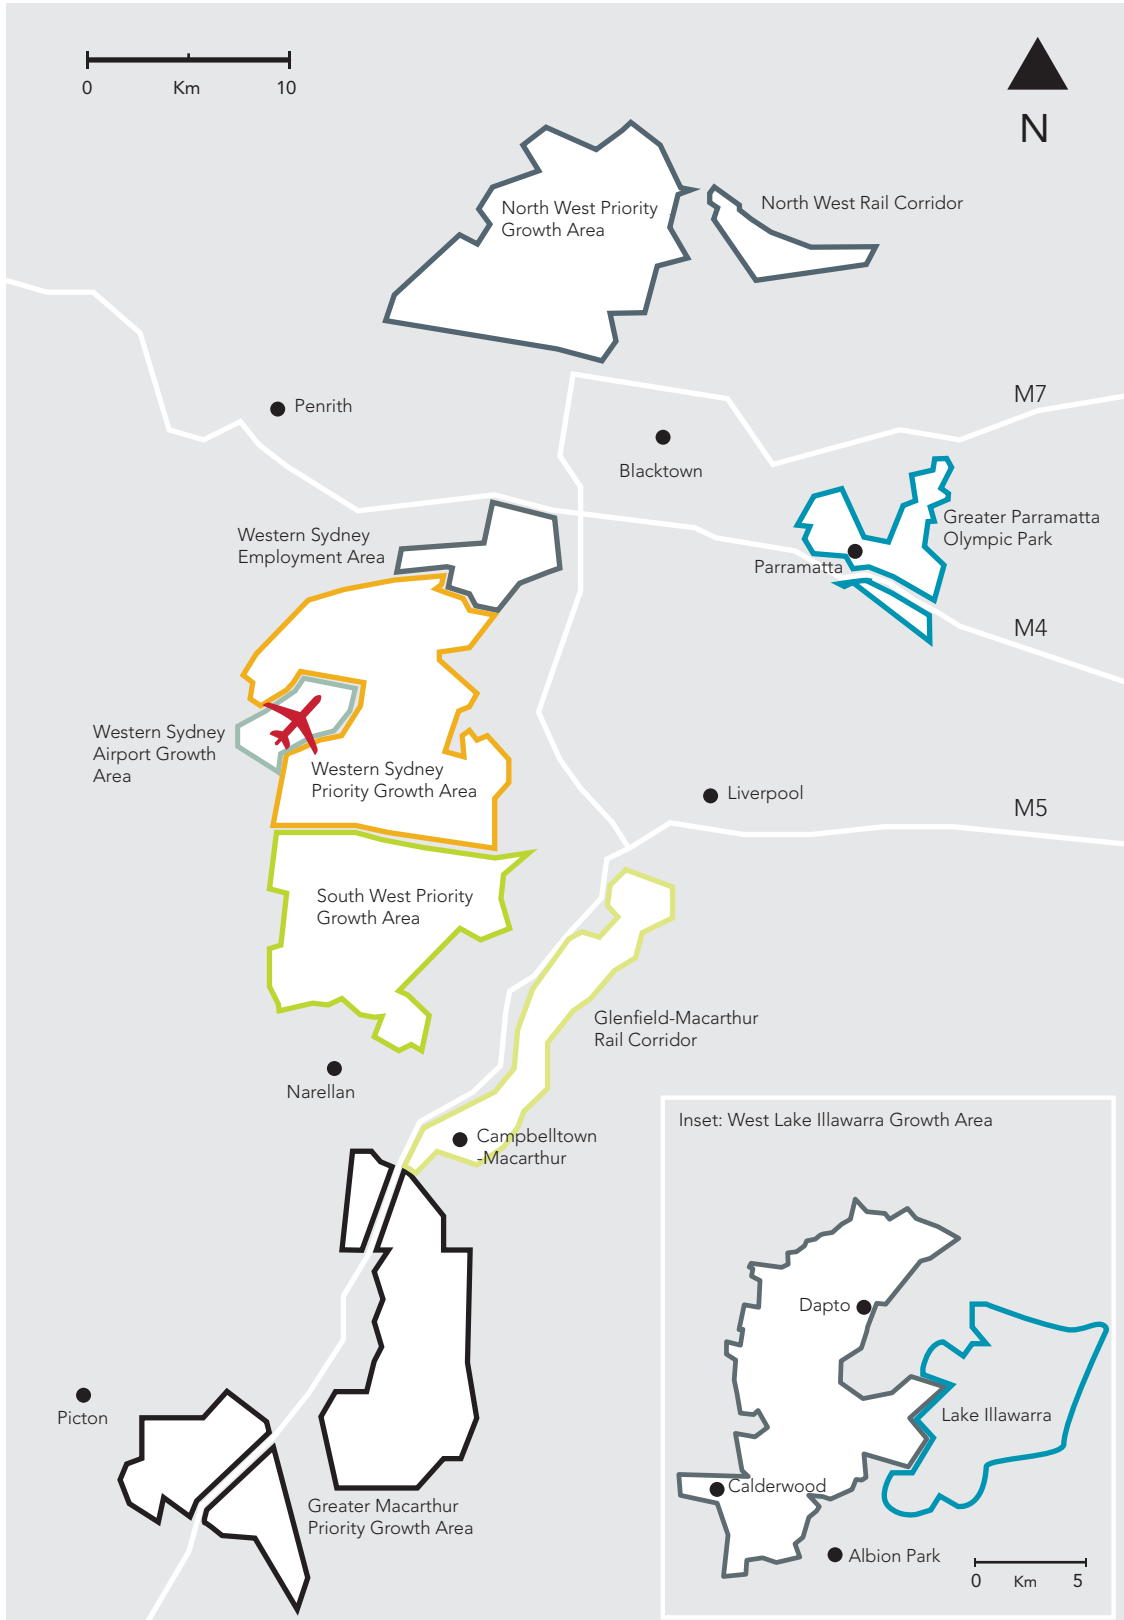 0 Km 10
N
North West Priority
Growth Area
North West Rail Corridor
M7
Penrith
Blacktown
Western Sydney
Employment Area
Greater Parramatta
Olympic Park
Parramatta
M4
Western Sydney
Airport Growth
Area
Western Sydney
Priority Growth Area
Liverpool
M5
South West Priority
Growth Area
Glenfield-Macarthur
Rail Corridor
Narellan
Campbelltown
-Macarthur
Inset: West Lake Illawarra Growth Area
Dapto
Picton
Lake Illawarra
Calderwood
Greater Macarthur
Priority Growth Area
Albion Park
0 Km 5